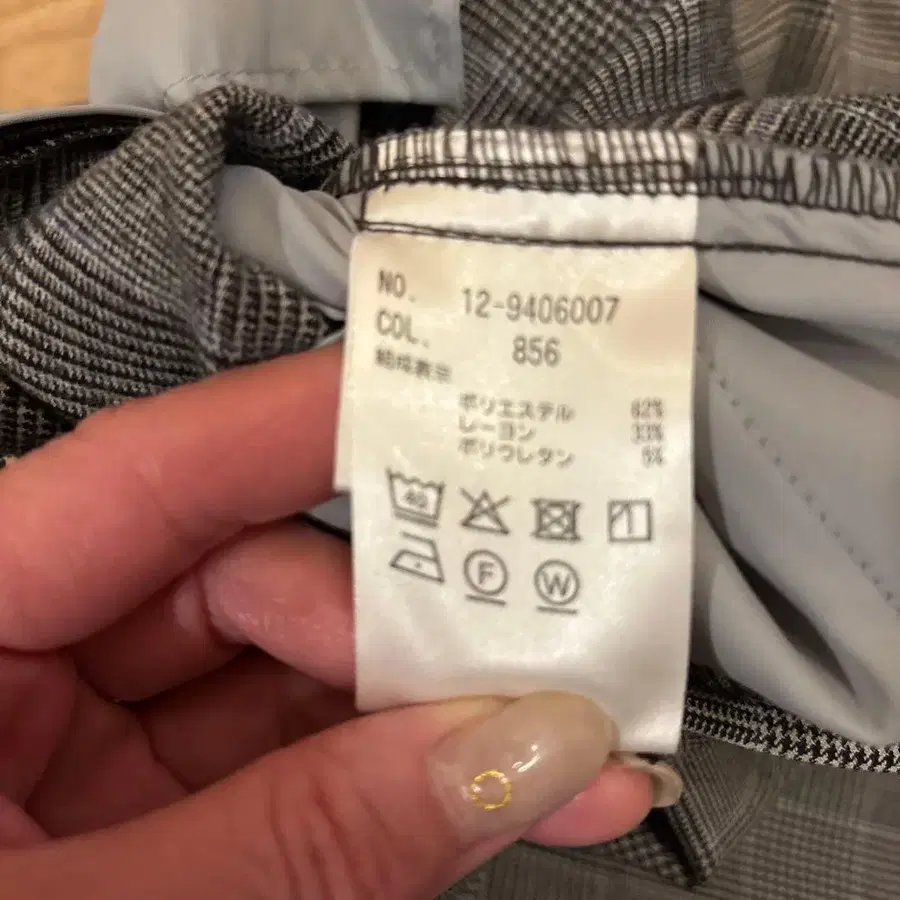 NO. 12-9406007
COL. 856
組成表示
ポリエステル 62%
レーヨン 33%
ポリウレタン 5%
40
F W